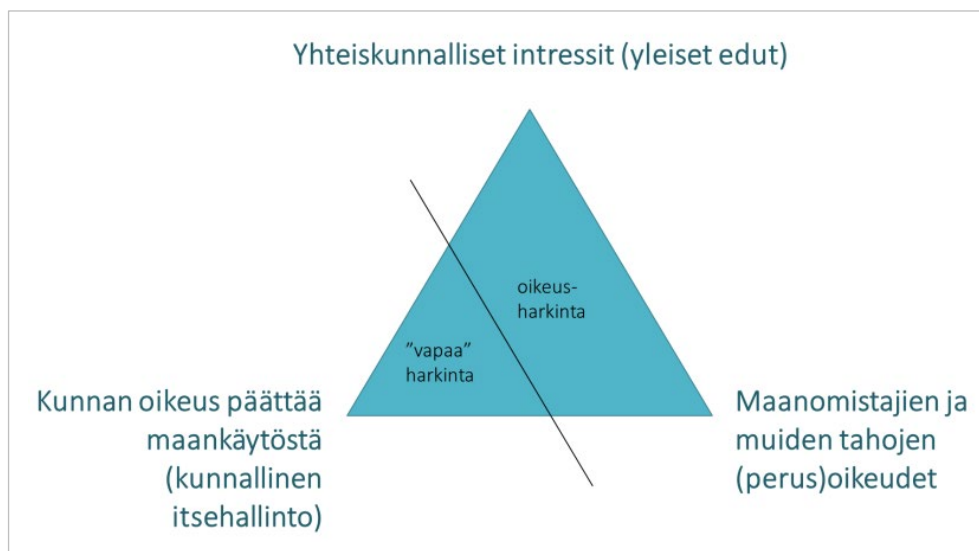 Yhteiskunnalliset intressit (yleiset edut)
oikeus-
harkinta
”vapaa”
harkinta
Kunnan oikeus päättää
maankäytöstä
(kunnallinen
itsehallinto)
Maanomistajien ja
muiden tahojen
(perus)oikeudet